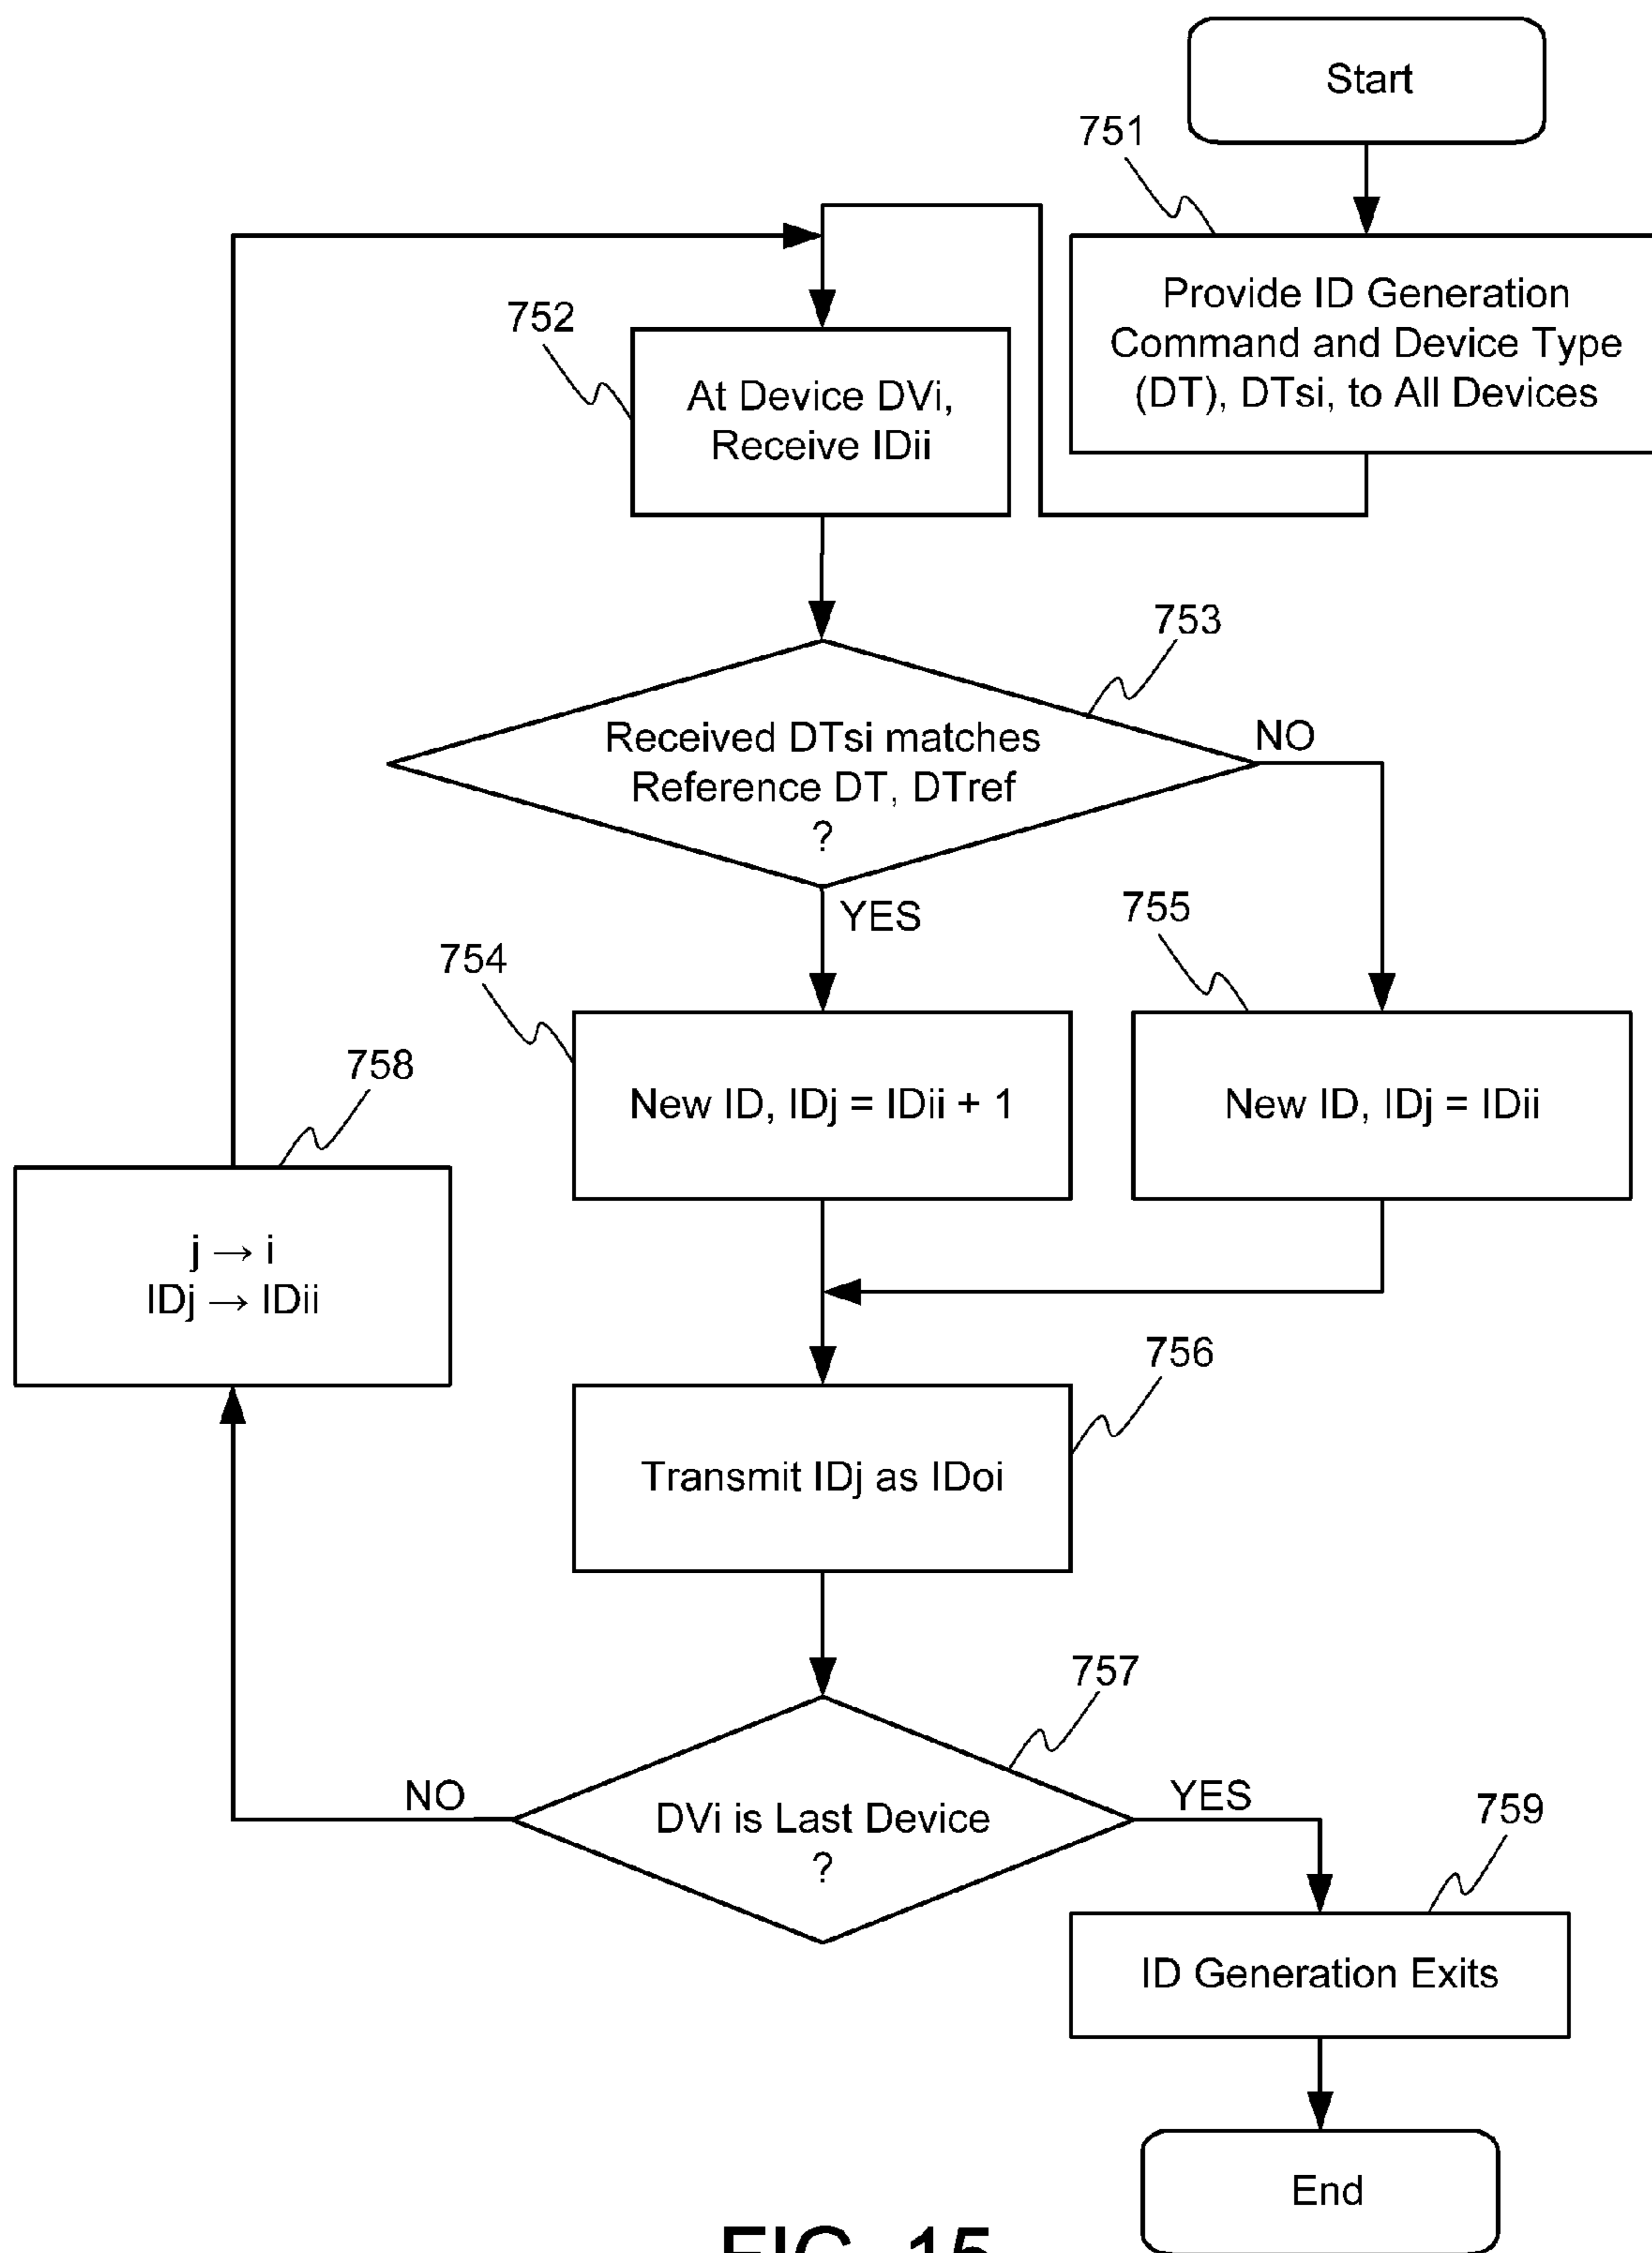 Start
751
Provide ID Generation
Command and Device Type
(DT), DTsi, to All Devices
752
At Device DVi,
Receive IDii
753
Received DTsi matches
Reference DT, DTref
?
NO
YES
754
New ID, IDj = IDii + 1
755
New ID, IDj = IDii
758
j → i
IDj → IDii
756
Transmit IDj as IDoi
757
DVi is Last Device
?
NO
YES
759
ID Generation Exits
End
FIG. 15